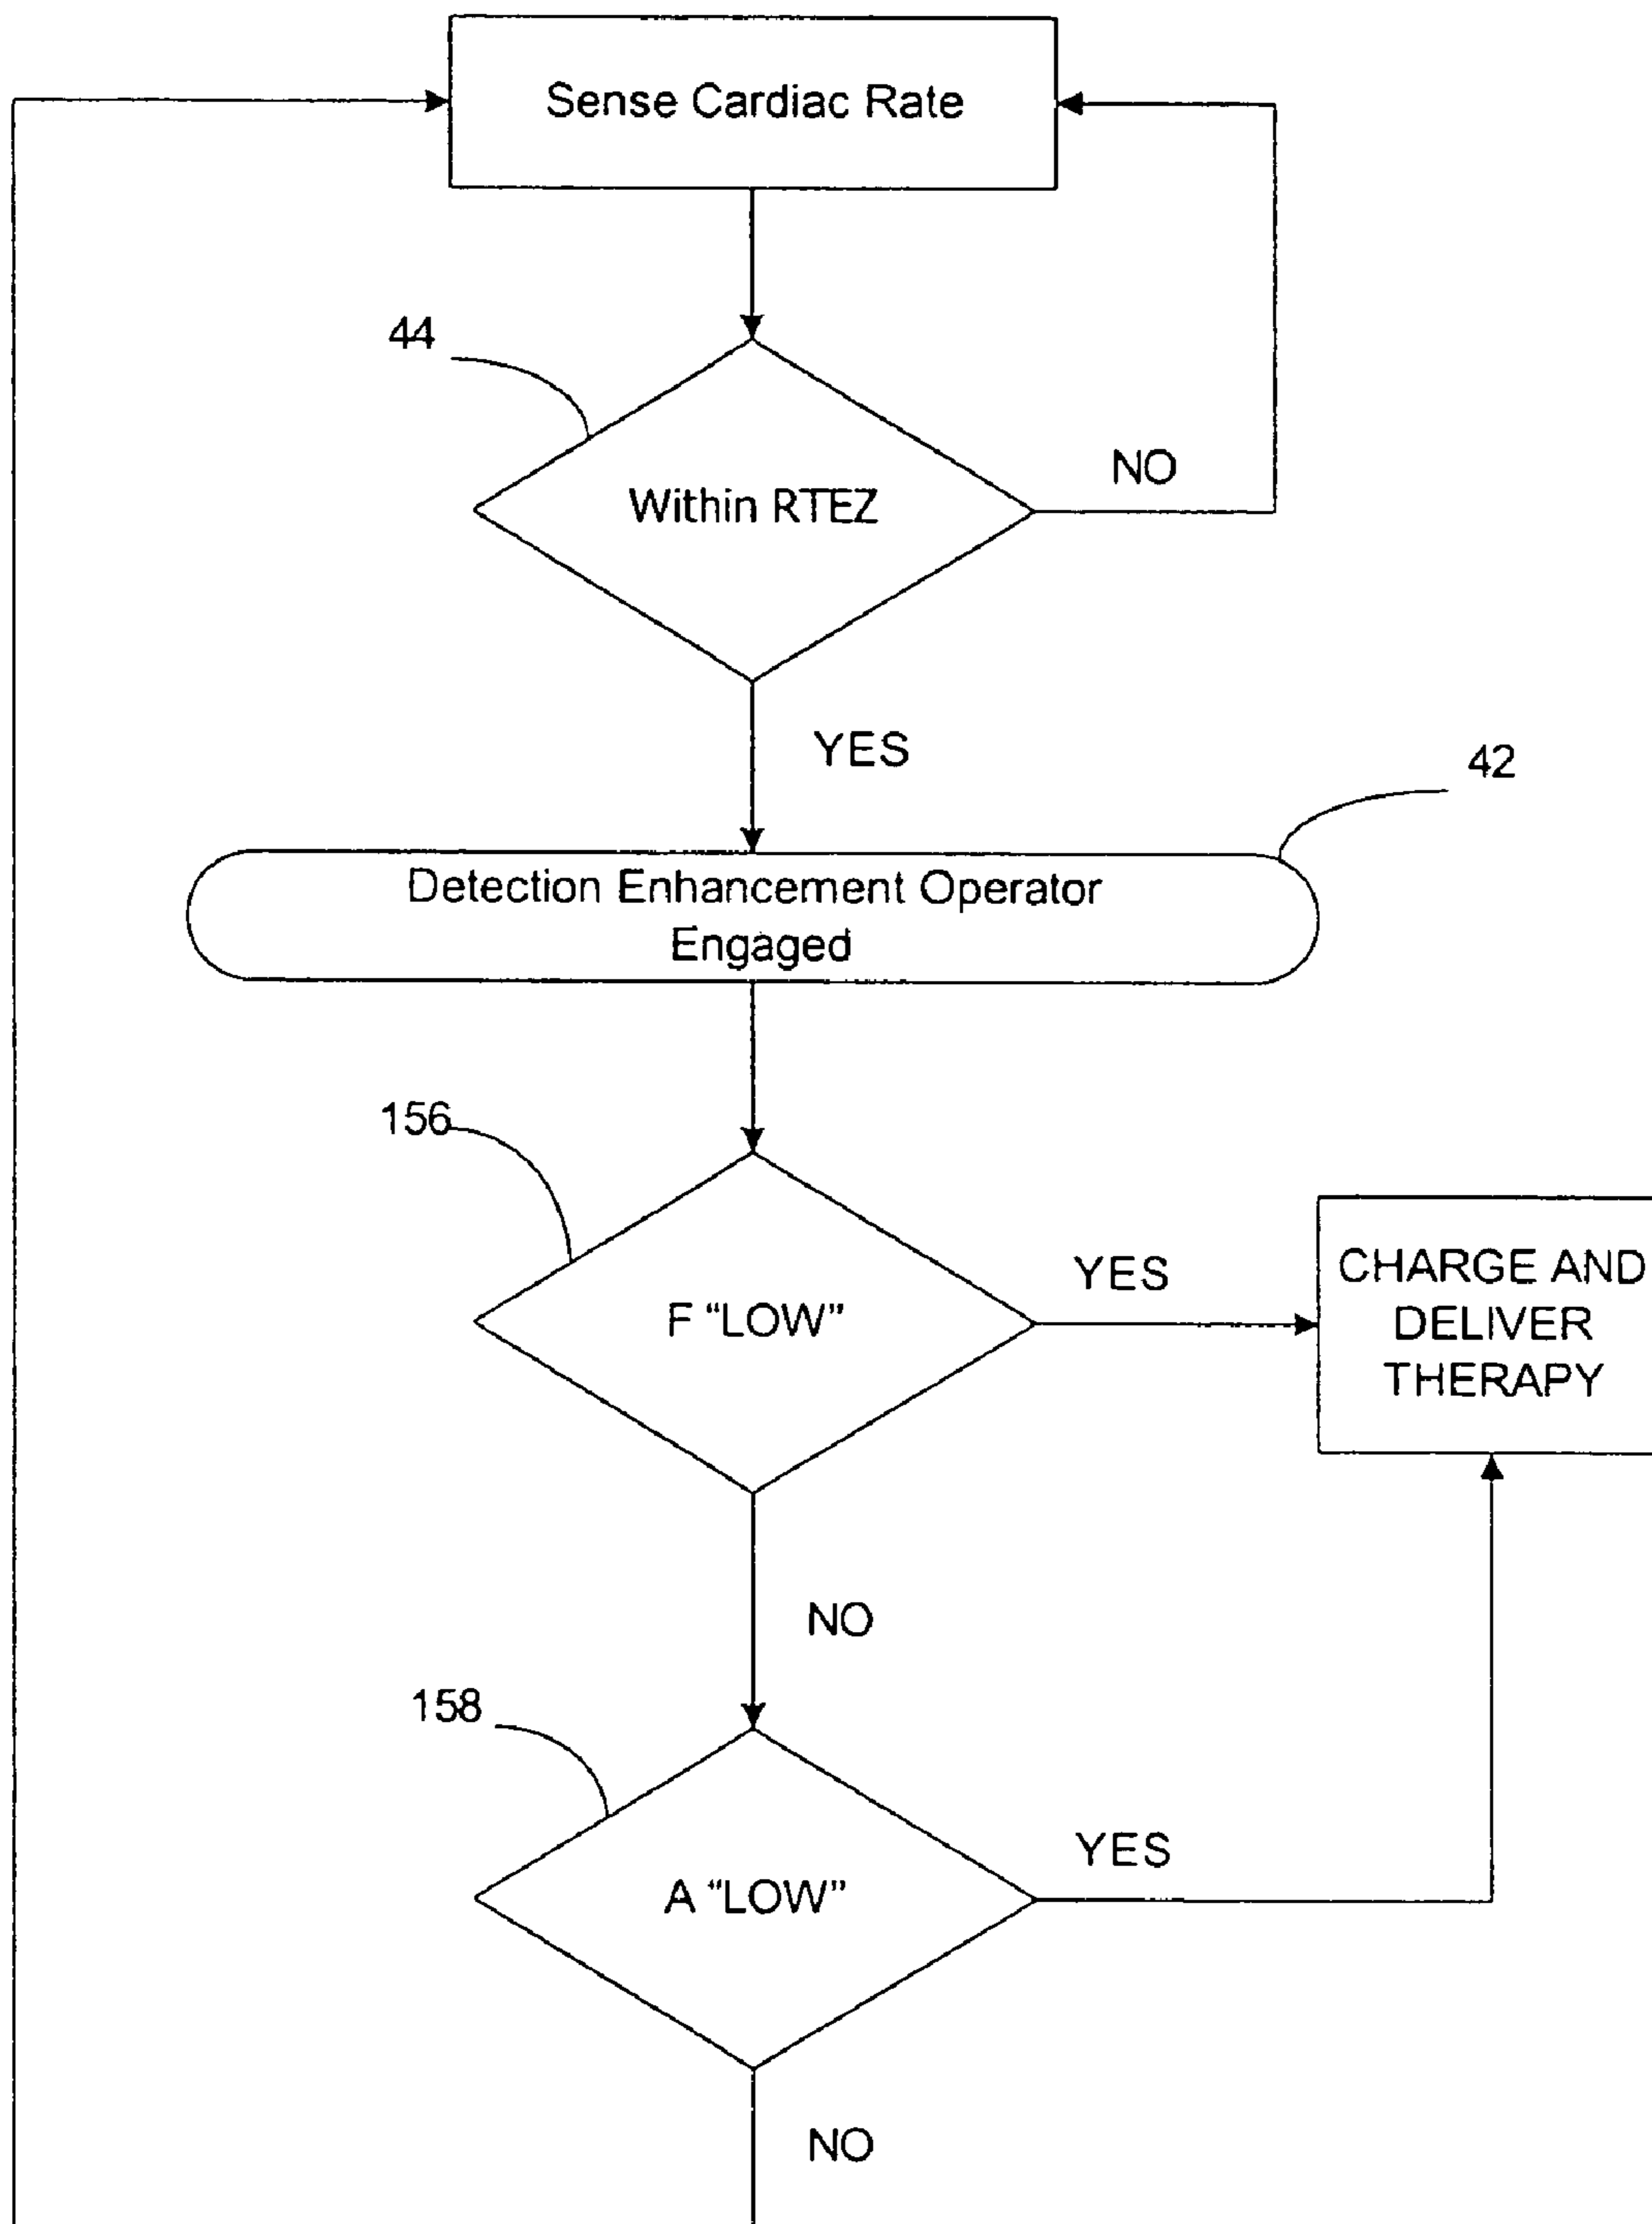 Sense Cardiac Rate
44
NO
Within RTEZ
YES
42
Detection Enhancement Operator
Engaged
156
YES
CHARGE AND
DELIVER
THERAPY
F “LOW”
NO
158
YES
A “LOW”
NO